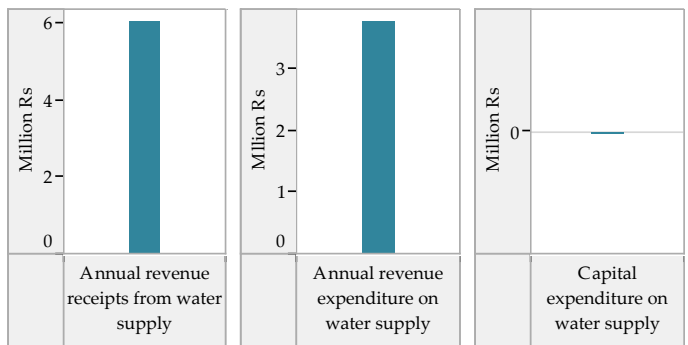 Million Rs
6
4
2
0
Annual revenue
receipts from water
supply
Mllion Rs
3
2
1
0
Annual revenue
expenditure on
water supply
Million Rs
0
Capital
expenditure on
water supply